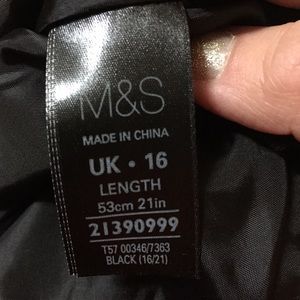 M&S
MADE IN CHINA
UK • 16
LENGTH
53cm 21in
21390999
T57 00346/7363
BLACK (16/21)